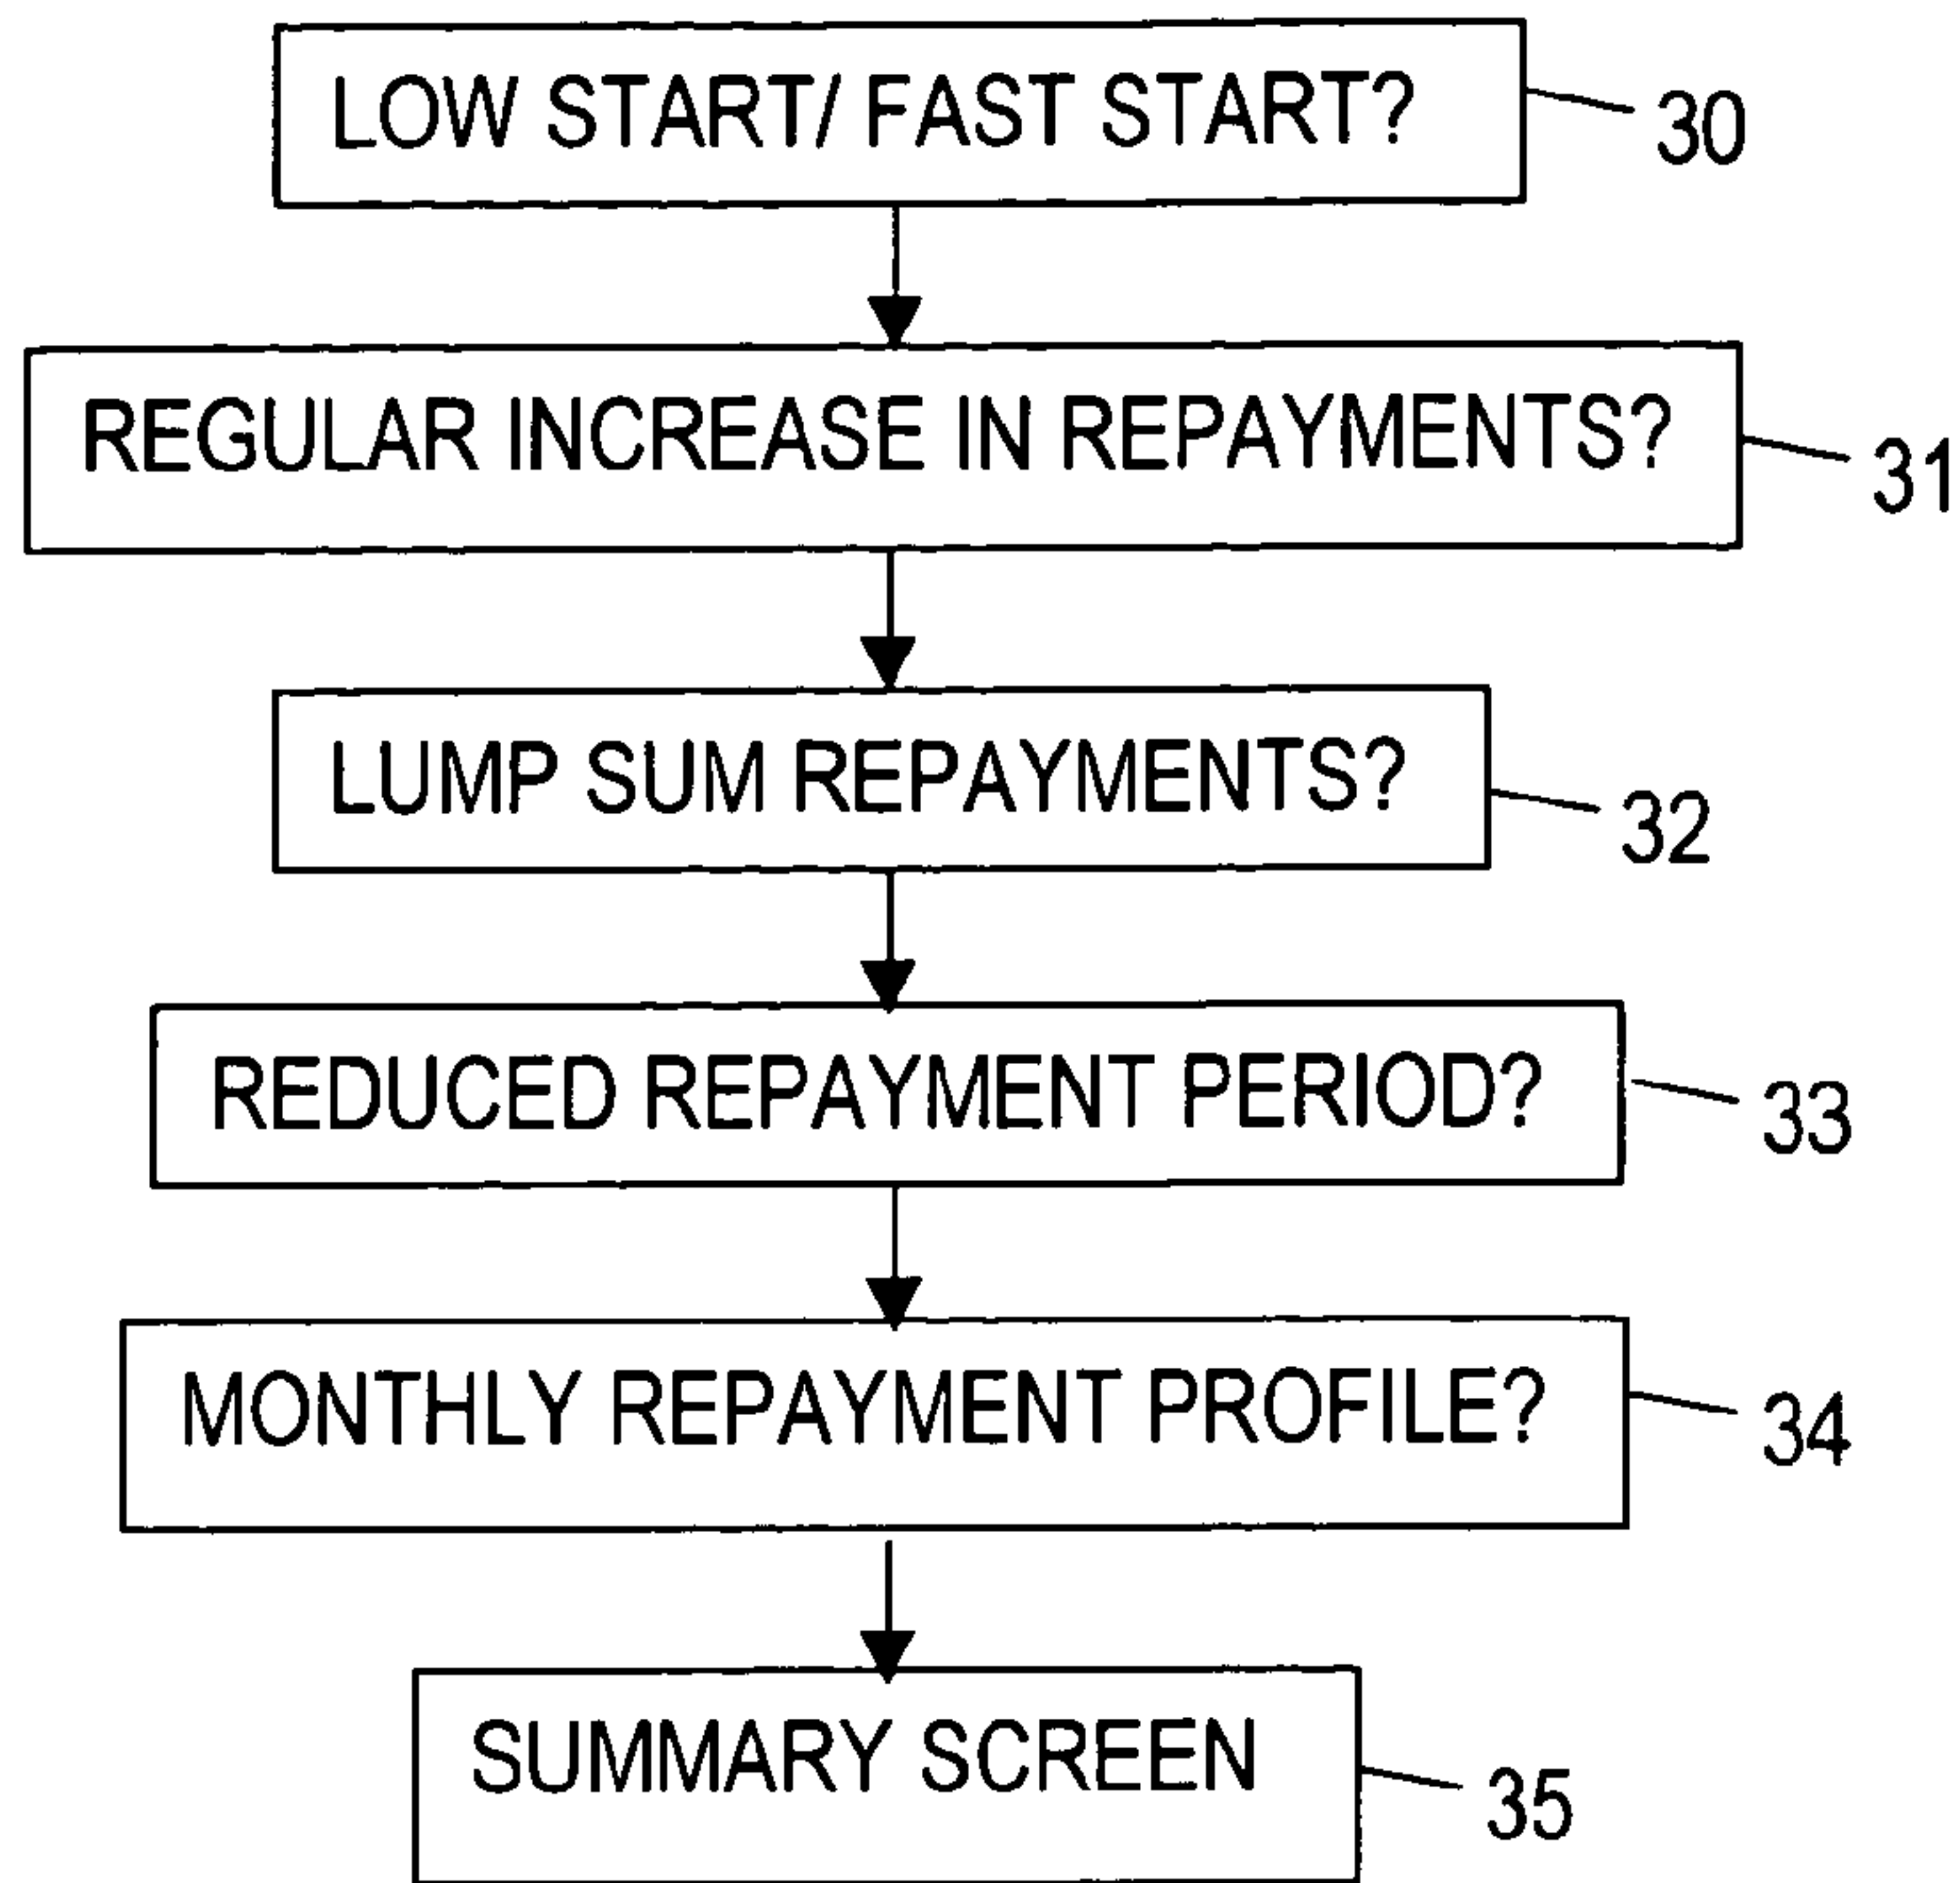 LOW START/ FAST START?
30
REGULAR INCREASE IN REPAYMENTS?
31
LUMP SUM REPAYMENTS?
32
REDUCED REPAYMENT PERIOD?
33
MONTHLY REPAYMENT PROFILE?
34
SUMMARY SCREEN
35